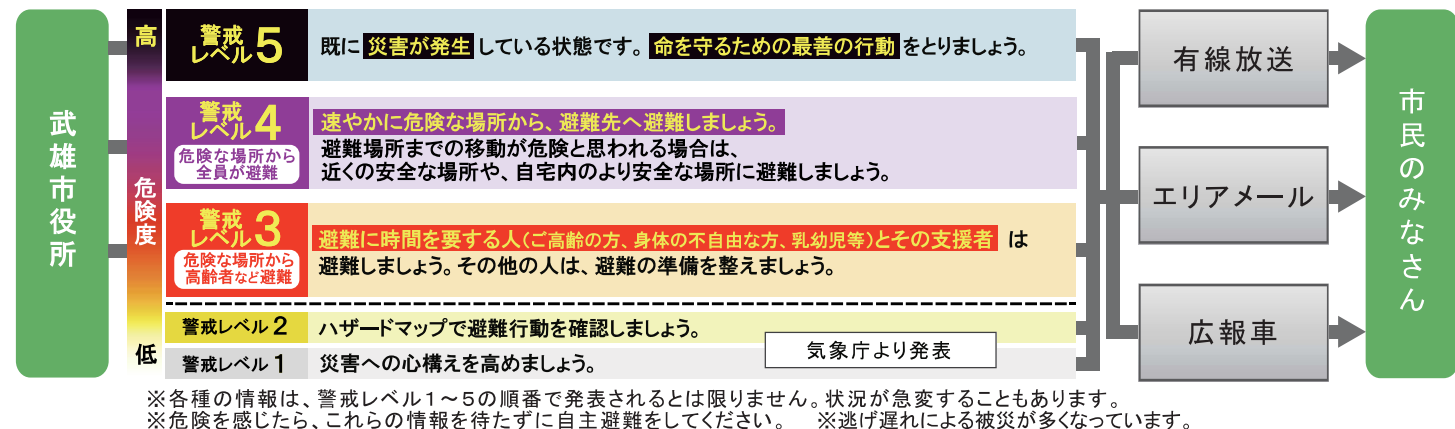 武雄市役所
高
危険度
低
警戒
レベル5
既に 災害が発生 している状態です。 命を守るための最善の行動 をとりましょう。
警戒
レベル4
危険な場所から
全員が避難
速やかに危険な場所から、避難先へ避難しましょう。
避難場所までの移動が危険と思われる場合は、
近くの安全な場所や、自宅内のより安全な場所に避難しましょう。
警戒
レベル3
危険な場所から
高齢者など避難
避難に時間を要する人(ご高齢の方、身体の不自由な方、乳幼児等)とその支援者 は
避難しましょう。その他の人は、避難の準備を整えましょう。
警戒レベル2
ハザードマップで避難行動を確認しましょう。
警戒レベル1
災害への心構えを高めましょう。
気象庁より発表
有線放送
エリアメール
広報車
市民のみなさん
※各種の情報は、警戒レベル1～5の順番で発表されるとは限りません。状況が急変することもあります。
※危険を感じたら、これらの情報を待たずに自主避難をしてください。 ※逃げ遅れによる被災が多くなっています。